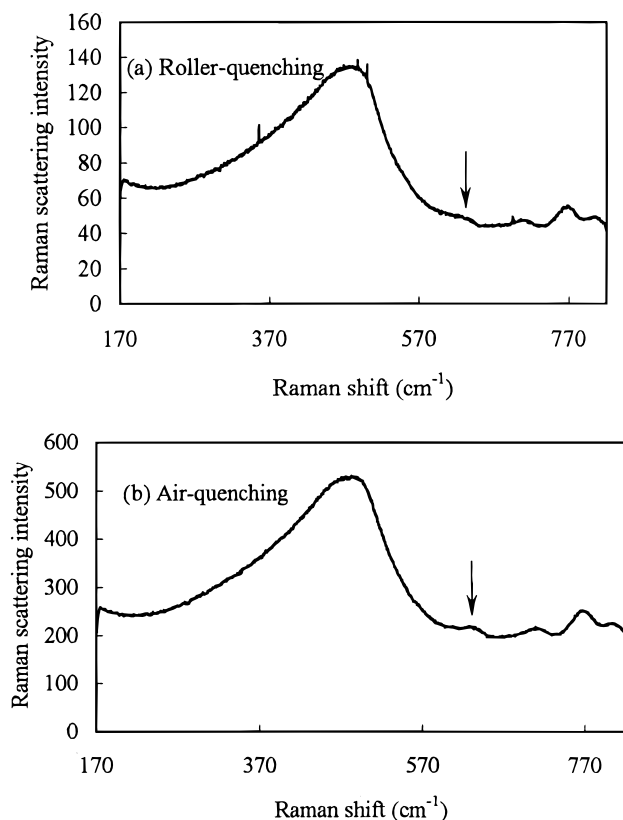 160
140
120
100
80
60
40
20
0
Raman scattering intensity
(a) Roller-quenching
170 370 570 770
Raman shift (cm⁻¹)
600
500
400
300
200
100
0
Raman scattering intensity
(b) Air-quenching
170 370 570 770
Raman shift (cm⁻¹)